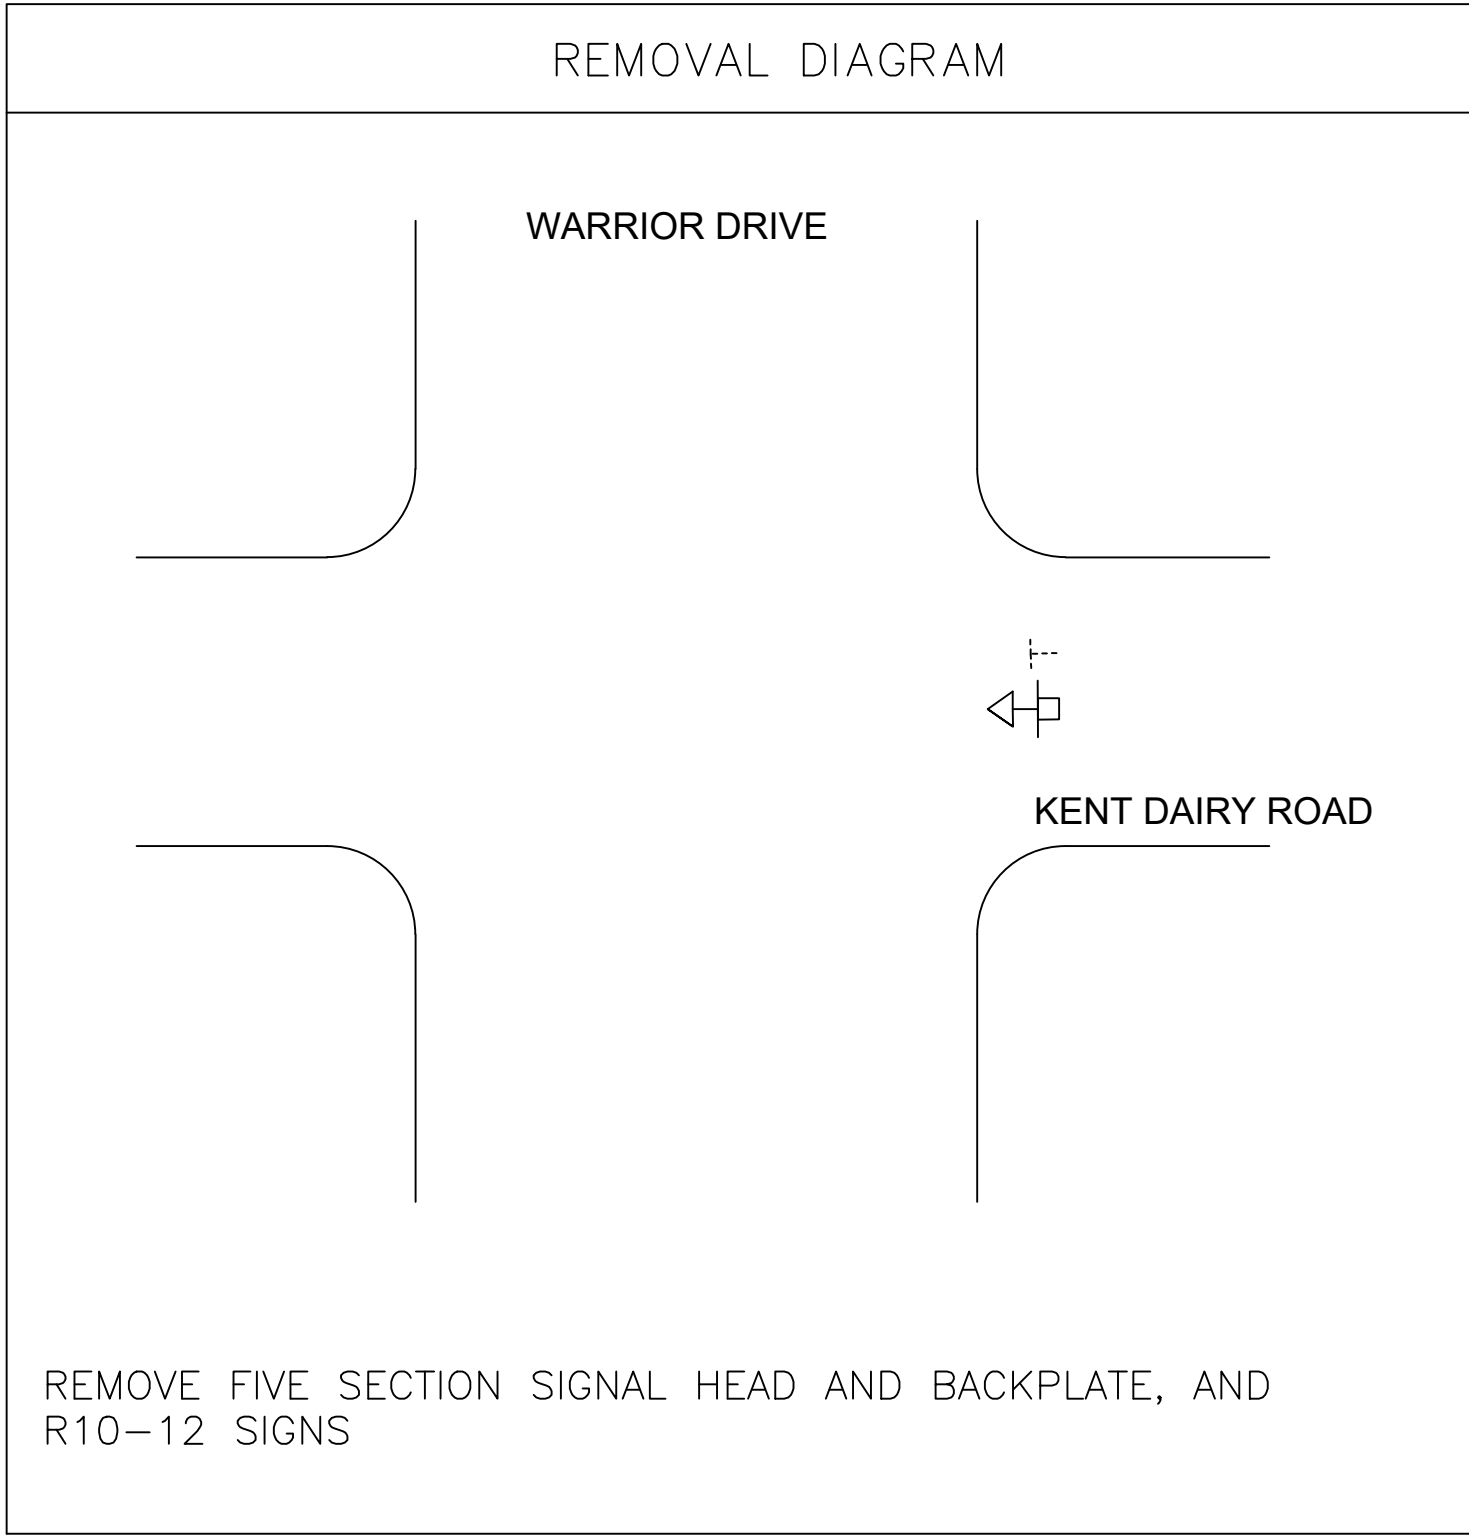 REMOVAL DIAGRAM
WARRIOR DRIVE
KENT DAIRY ROAD
REMOVE FIVE SECTION SIGNAL HEAD AND BACKPLATE, AND
R10-12 SIGNS